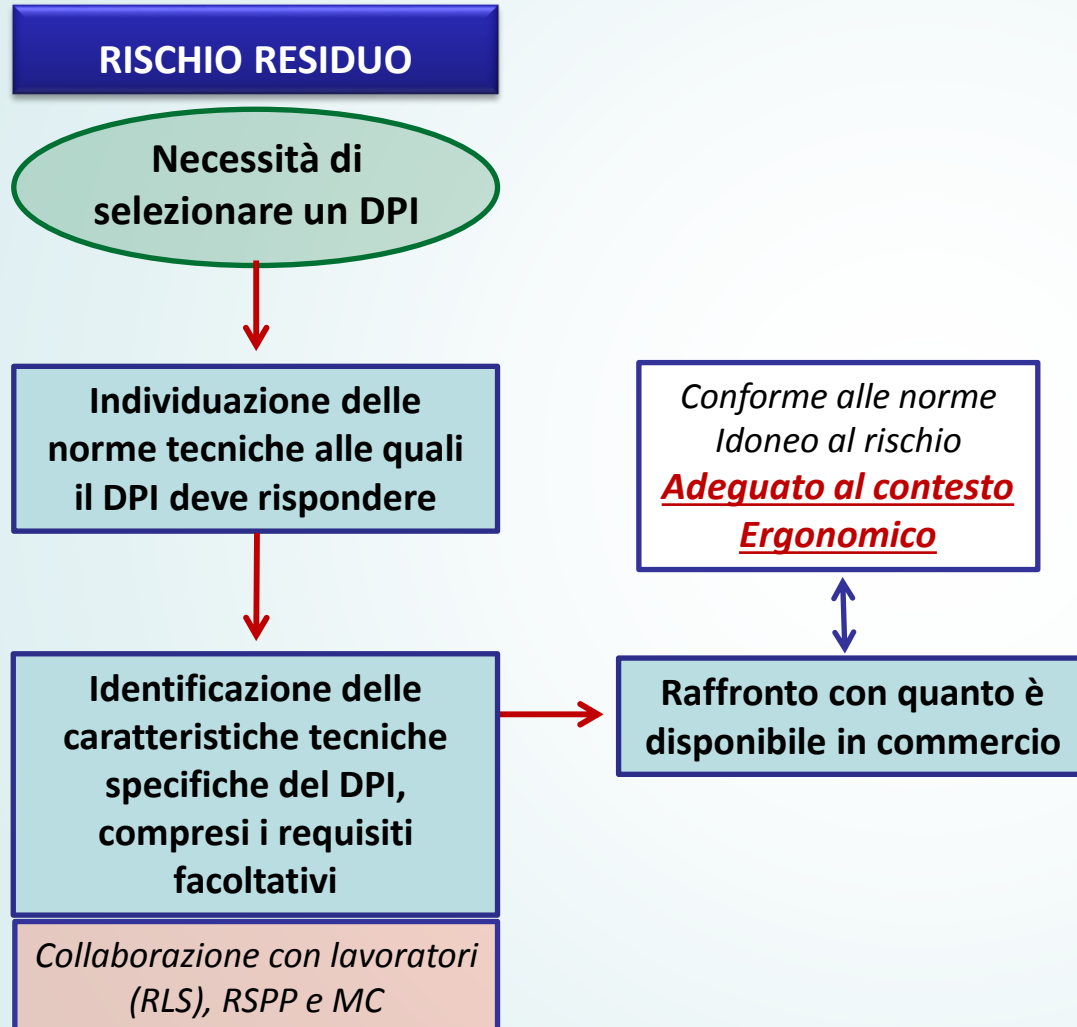 RISCHIO RESIDUO
Necessità di
selezionare un DPI
Individuazione delle
norme tecniche alle quali
il DPI deve rispondere
Identificazione delle
caratteristiche tecniche
specifiche del DPI,
compresi i requisiti
facoltativi
Collaborazione con lavoratori
(RLS), RSPP e MC
Conforme alle norme
Idoneo al rischio
Adeguato al contesto
Ergonomico
Raffronto con quanto è
disponibile in commercio